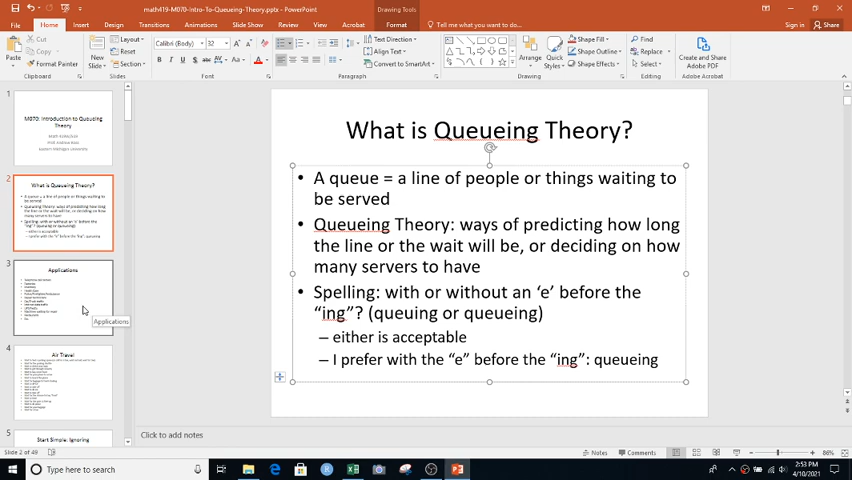 math419-M070-Intro-To-Queueing-Theory.pptx - PowerPoint
Drawing Tools
Sign in
Share
File
Home
Insert
Design
Transitions
Animations
Slide Show
Review
View
Acrobat
Format
Tell me what you want to do...
Cut
Copy
Format Painter
Paste
Clipboard
New Slide
Layout
Reset
Section
Slides
Calibri (Body)
32
Font
Text Direction
Align Text
Convert to SmartArt
Paragraph
Arrange
Quick Styles
Shape Fill
Shape Outline
Shape Effects
Drawing
Find
Replace
Select
Editing
Create and Share Adobe PDF
Adobe Acrobat
1
M070: Introduction to Queueing
Theory
2
What is Queueing Theory?
3
Applications
Applications
4
Air Travel
5
Start Simple: Ignoring
What is Queueing Theory?
• A queue = a line of people or things waiting to
be served
• Queueing Theory: ways of predicting how long
the line or the wait will be, or deciding on how
many servers to have
• Spelling: with or without an ‘e’ before the
“ing”? (queuing or queueing)
– either is acceptable
– I prefer with the “e” before the “ing”: queueing
Click to add notes
Slide 2 of 49
Notes
Comments
86%
Type here to search
2:53 PM
4/10/2021